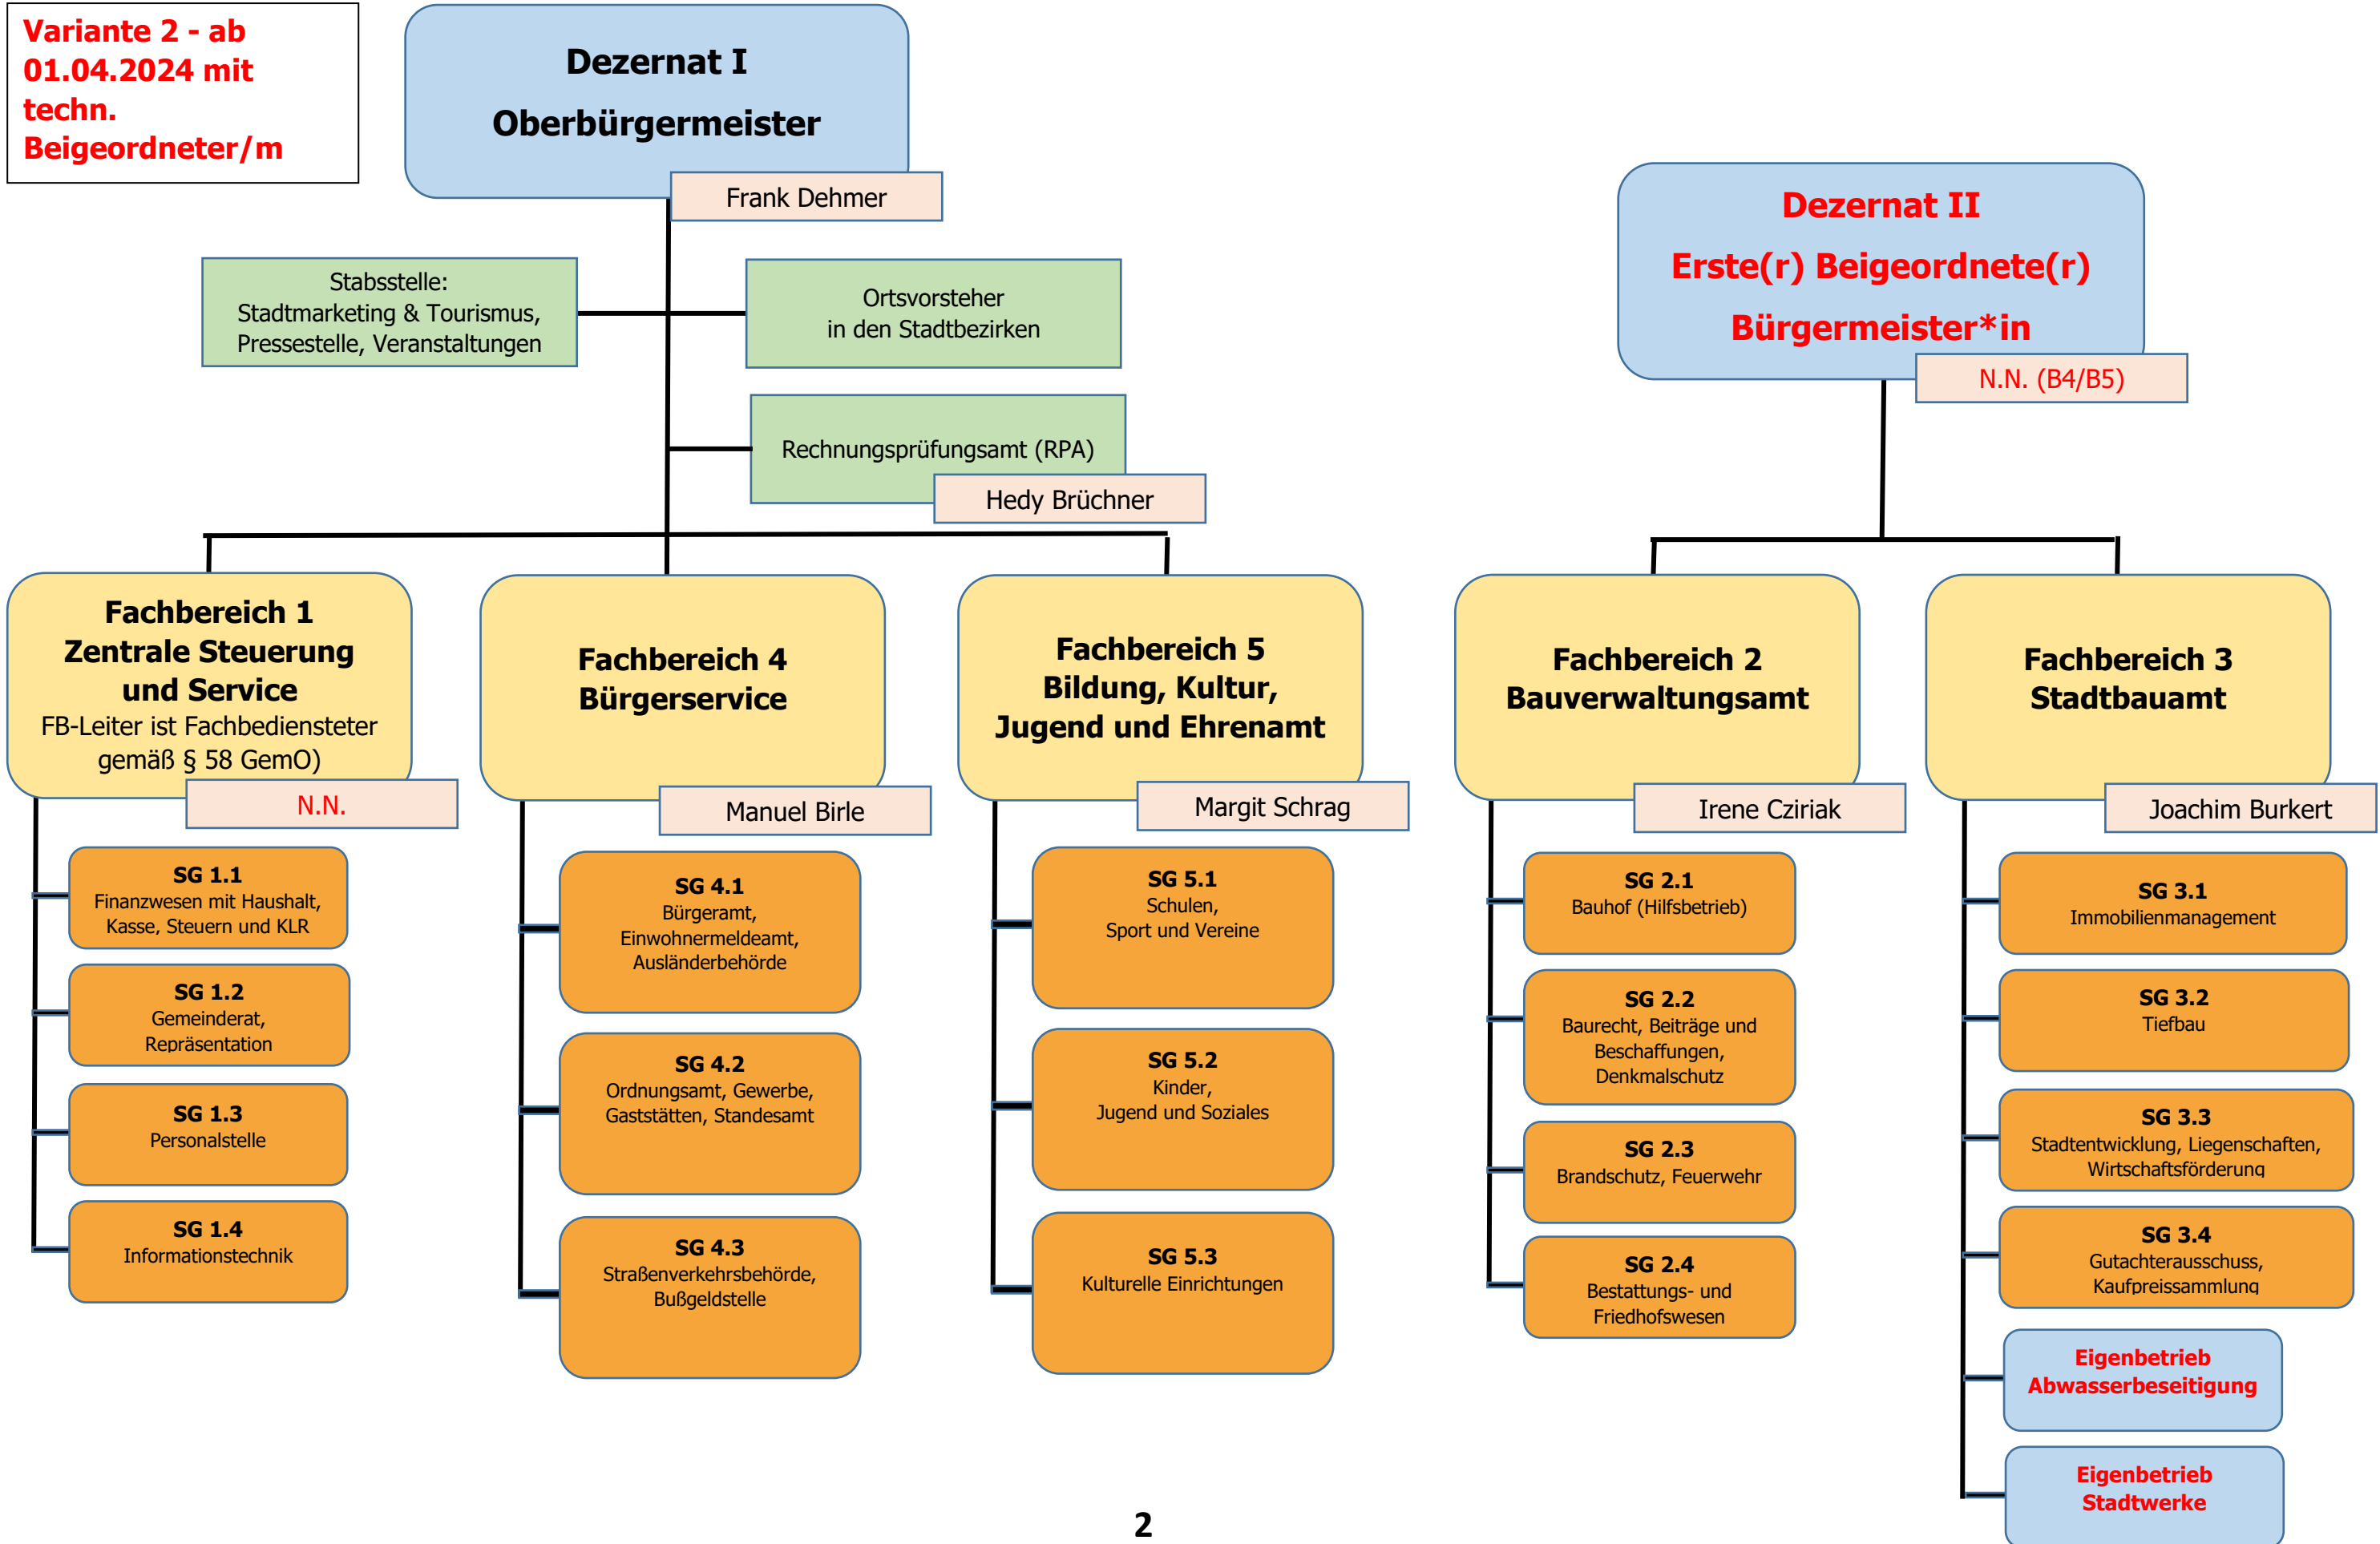 Variante 2 - ab
01.04.2024 mit
techn.
Beigeordneter/m
Dezernat I
Oberbürgermeister
Frank Dehmer
Dezernat II
Erste(r) Beigeordnete(r)
Bürgermeister*in
N.N. (B4/B5)
Stabsstelle:
Stadtmarketing & Tourismus,
Pressestelle, Veranstaltungen
Ortsvorsteher
in den Stadtbezirken
Rechnungsprüfungsamt (RPA)
Hedy Brüchner
Fachbereich 1
Zentrale Steuerung
und Service
FB-Leiter ist Fachbediensteter
gemäß § 58 GemO)
N.N.
SG 1.1
Finanzwesen mit Haushalt,
Kasse, Steuern und KLR
SG 1.2
Gemeinderat,
Repräsentation
SG 1.3
Personalstelle
SG 1.4
Informationstechnik
Fachbereich 4
Bürgerservice
Manuel Birle
SG 4.1
Bürgeramt,
Einwohnermeldeamt,
Ausländerbehörde
SG 4.2
Ordnungsamt, Gewerbe,
Gaststätten, Standesamt
SG 4.3
Straßenverkehrsbehörde,
Bußgeldstelle
Fachbereich 5
Bildung, Kultur,
Jugend und Ehrenamt
Margit Schrag
SG 5.1
Schulen,
Sport und Vereine
SG 5.2
Kinder,
Jugend und Soziales
SG 5.3
Kulturelle Einrichtungen
Fachbereich 2
Bauverwaltungsamt
Irene Cziriak
SG 2.1
Bauhof (Hilfsbetrieb)
SG 2.2
Baurecht, Beiträge und
Beschaffungen,
Denkmalschutz
SG 2.3
Brandschutz, Feuerwehr
SG 2.4
Bestattungs- und
Friedhofswesen
Fachbereich 3
Stadtbauamt
Joachim Burkert
SG 3.1
Immobilienmanagement
SG 3.2
Tiefbau
SG 3.3
Stadtentwicklung, Liegenschaften,
Wirtschaftsförderung
SG 3.4
Gutachterausschuss,
Kaufpreissammlung
Eigenbetrieb
Abwasserbeseitigung
Eigenbetrieb
Stadtwerke
2